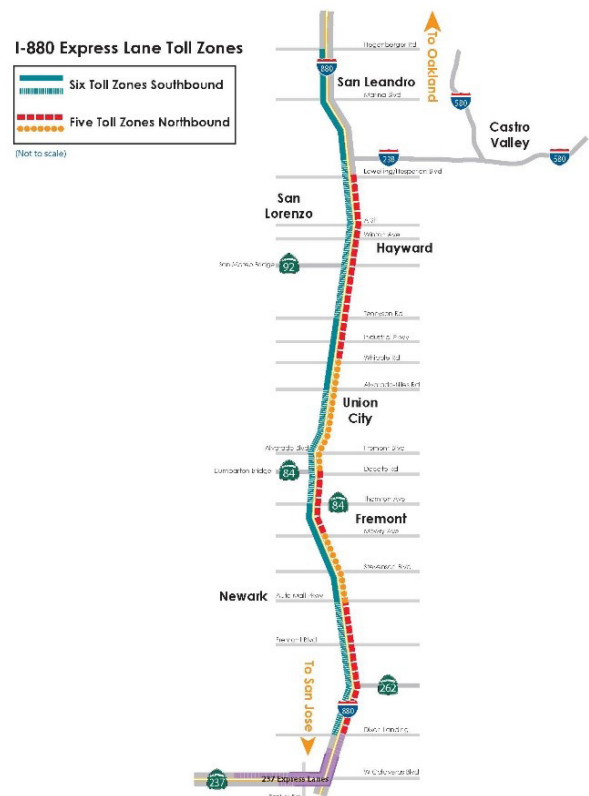 I-880 Express Lane Toll Zones
Six Toll Zones Southbound
Five Toll Zones Northbound
(Not to scale)
To Oakland
Hegenberger Rd
880
San Leandro
Marina Blvd
580
Castro
Valley
238
580
Lewelling/Hesperian Blvd
San
Lorenzo
A St
Winton Ave
Hayward
San Mateo Bridge
92
Tennyson Rd
Industrial Pkwy
Whipple Rd
Alvarado-Niles Rd
Union
City
Alvarado Blvd
Fremont Blvd
Dumbarton Bridge
84
Decoto Rd
84
Thornton Ave
Fremont
Mowry Ave
Stevenson Blvd
Newark
Auto Mall Pkwy
Fremont Blvd
To San Jose
262
880
Dixon Landing
237
237 Express Lanes
W Calaveras Blvd